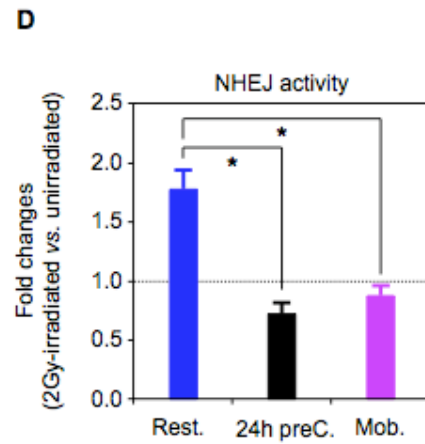 D
NHEJ activity
Fold changes
(2Gy-irradiated vs. unirradiated)
2.5
2.0
1.5
1.0
0.5
0.0
*
*
Rest. 24h preC. Mob.